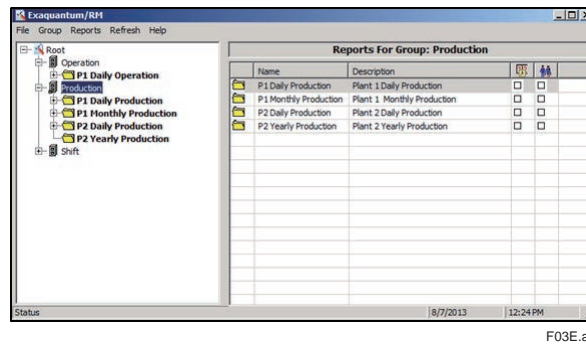 Exaquantum/RM
File Group Reports Refresh Help
Root
Operation
P1 Daily Operation
Production
P1 Daily Production
P1 Monthly Production
P2 Daily Production
P2 Yearly Production
Shift
Reports For Group: Production
Name Description
P1 Daily Production Plant 1 Daily Production
P1 Monthly Production Plant 1 Monthly Production
P2 Daily Production Plant 2 Daily Production
P2 Yearly Production Plant 2 Yearly Production
Status 8/7/2013 12:24 PM